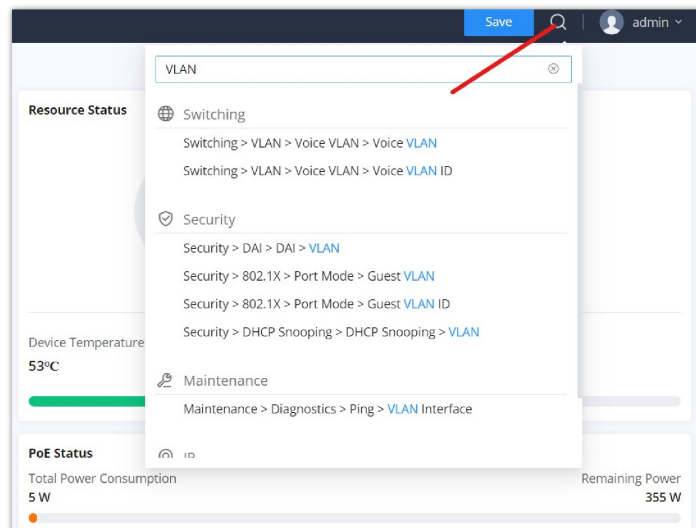 Save
admin
VLAN
Resource Status
Switching
Switching > VLAN > Voice VLAN > Voice VLAN
Switching > VLAN > Voice VLAN > Voice VLAN ID
Security
Security > DAI > DAI > VLAN
Security > 802.1X > Port Mode > Guest VLAN
Security > 802.1X > Port Mode > Guest VLAN ID
Security > DHCP Snooping > DHCP Snooping > VLAN
Device Temperature
53°C
Maintenance
Maintenance > Diagnostics > Ping > VLAN Interface
IP
PoE Status
Total Power Consumption
Remaining Power
5 W
355 W